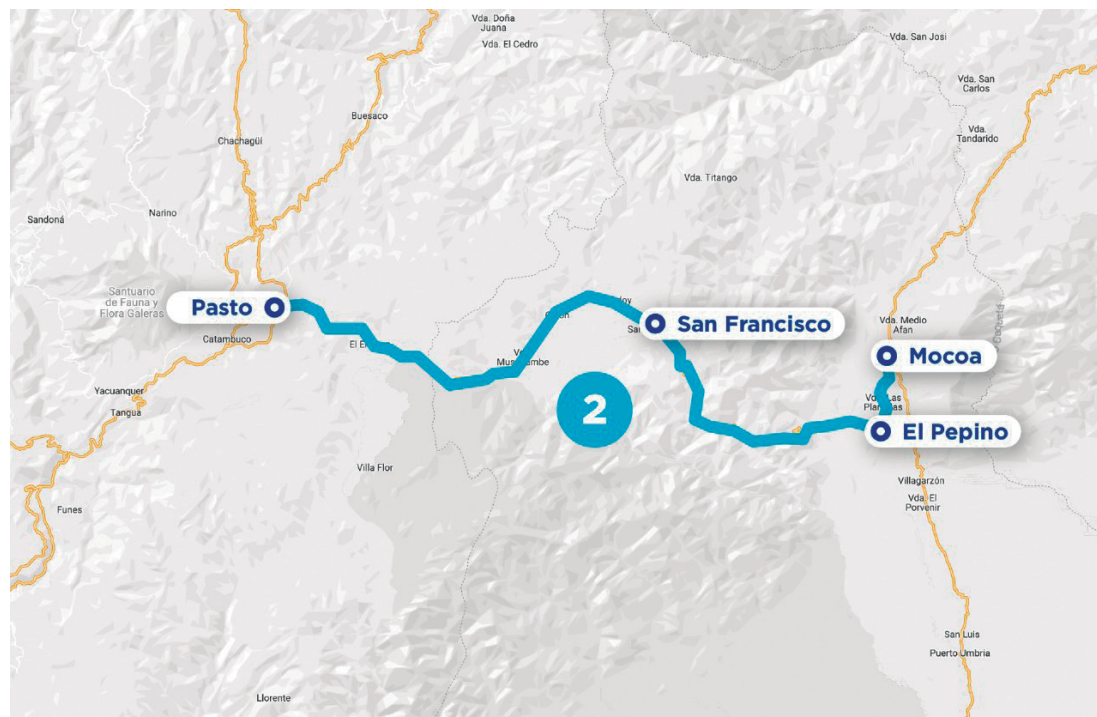 Vda. Doña
Juana
Vda. El Cedro
Vda. San Josi
Vda. San
Carlos
Buesaco
Chachagüí
Vda.
Tandarido
Vda. Titango
Sandoná
Narino
Santuario
de Fauna y
Flora Galeras
Pasto
San Francisco
Vda. Medio
Afan
Caquetá
Catambuco
Mocoa
Yacuanquer
Tangua
2
El Pepino
Villa Flor
Villagarzón
Vda. El
Porvenir
Funes
San Luis
Puerto Umbria
Llorente